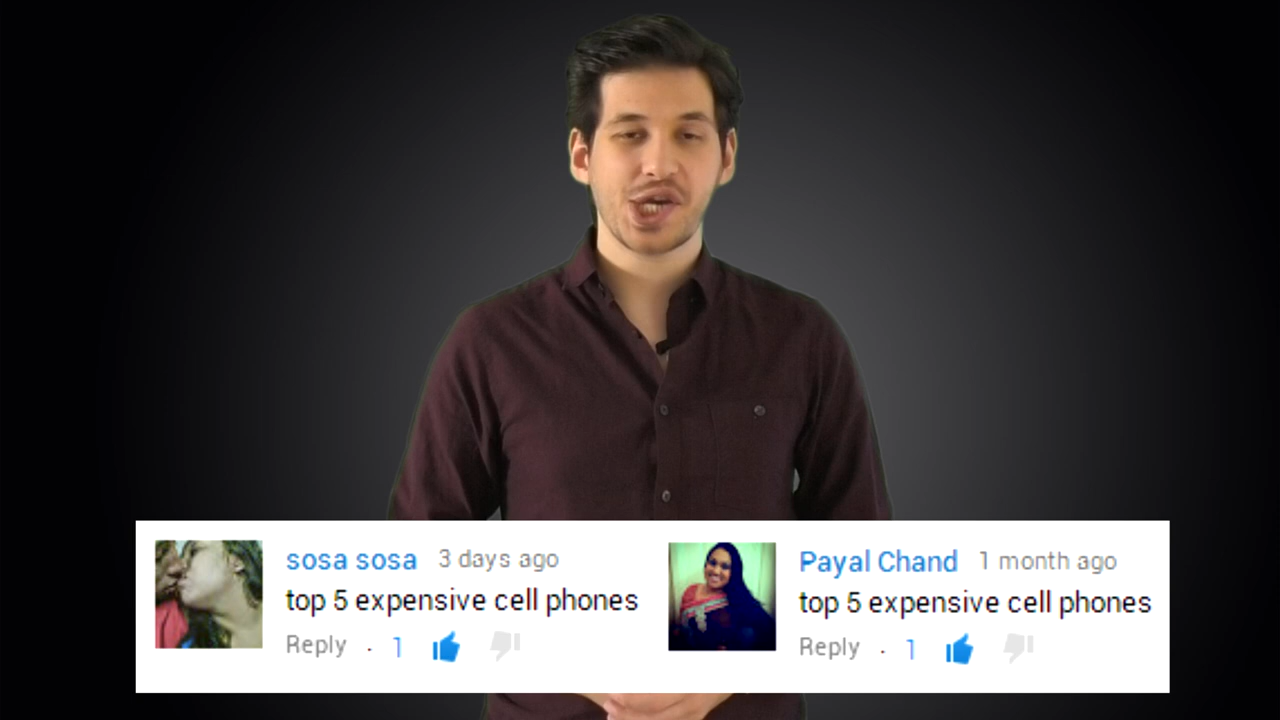 sosa sosa 3 days ago
top 5 expensive cell phones
Reply . 1
Payal Chand 1 month ago
top 5 expensive cell phones
Reply . 1